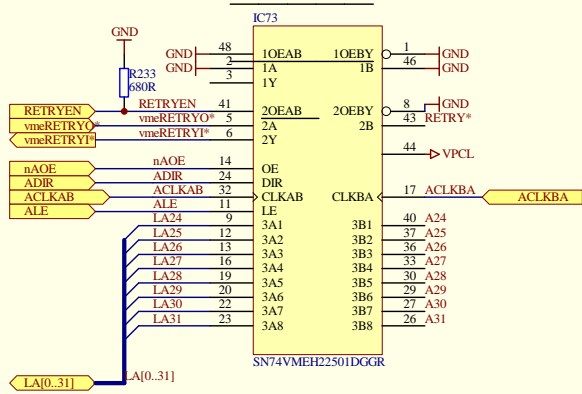 IC73
GND
48 1OEAB 1OEBY 1 GND
GND 2 1A 1B 46 GND
3 1Y
GND
R233
680R
RETRYEN RETRYEN 41 2OEAB 2OEBY 8 GND
vmeRETRYO* vmeRETRYO* 5 2A 2B 43 RETRY*
vmeRETRYI* vmeRETRYI* 6 2Y
44 VPCL
nAOE nAOE 14 OE
ADIR ADIR 24 DIR
ACLKAB ACLKAB 32 CLKAB CLKBA 17 ACLKBA ACLKBA
ALE ALE 11 LE
LA24 9 3A1 3B1 40 A24
LA25 12 3A2 3B2 37 A25
LA26 13 3A3 3B3 36 A26
LA27 16 3A4 3B4 33 A27
LA28 19 3A5 3B5 30 A28
LA29 20 3A6 3B6 29 A29
LA30 22 3A7 3B7 27 A30
LA31 23 3A8 3B8 26 A31
SN74VMEH22501DGGR
LA[0..31] LA[0..31]